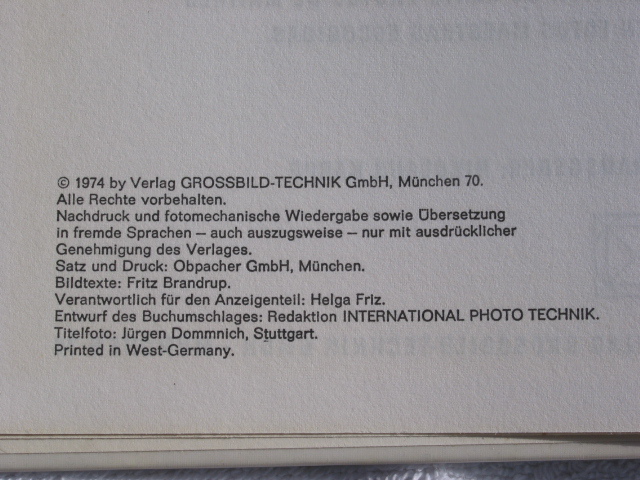 © 1974 by Verlag GROSSBILD-TECHNIK GmbH, München 70.
Alle Rechte vorbehalten.
Nachdruck und fotomechanische Wiedergabe sowie Übersetzung
in fremde Sprachen – auch auszugsweise – nur mit ausdrücklicher
Genehmigung des Verlages.
Satz und Druck: Obpacher GmbH, München.
Bildtexte: Fritz Brandrup.
Verantwortlich für den Anzeigenteil: Helga Friz.
Entwurf des Buchumschlages: Redaktion INTERNATIONAL PHOTO TECHNIK.
Titelfoto: Jürgen Dommnich, Stuttgart.
Printed in West-Germany.